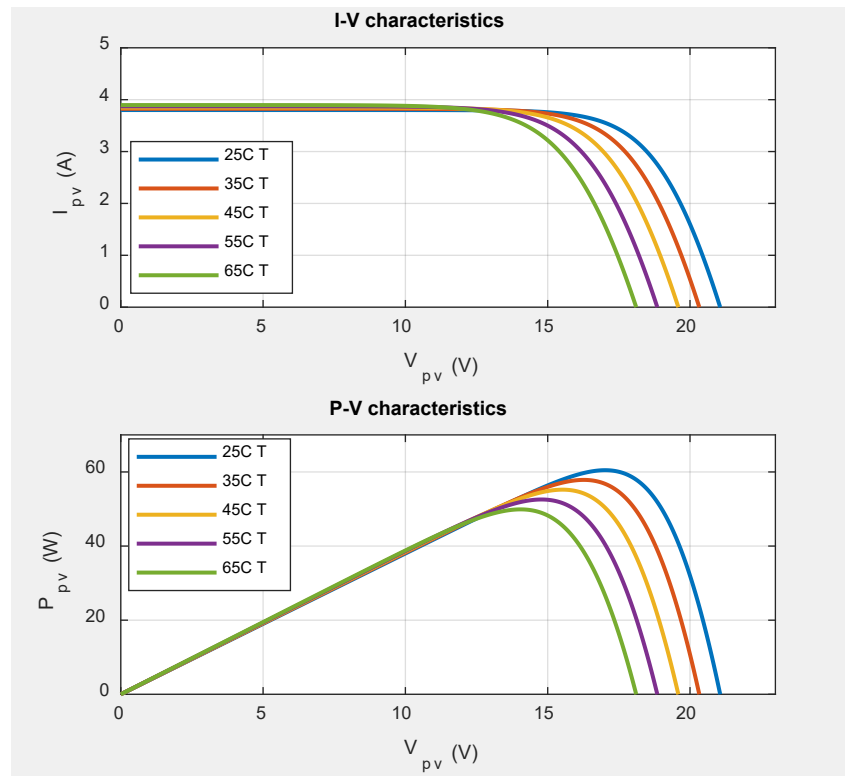 I-V characteristics
5
4
3
2
1
0
I pv (A)
25C T
35C T
45C T
55C T
65C T
0 5 10 15 20
V pv (V)
P-V characteristics
60
40
20
0
P pv (W)
25C T
35C T
45C T
55C T
65C T
0 5 10 15 20
V pv (V)